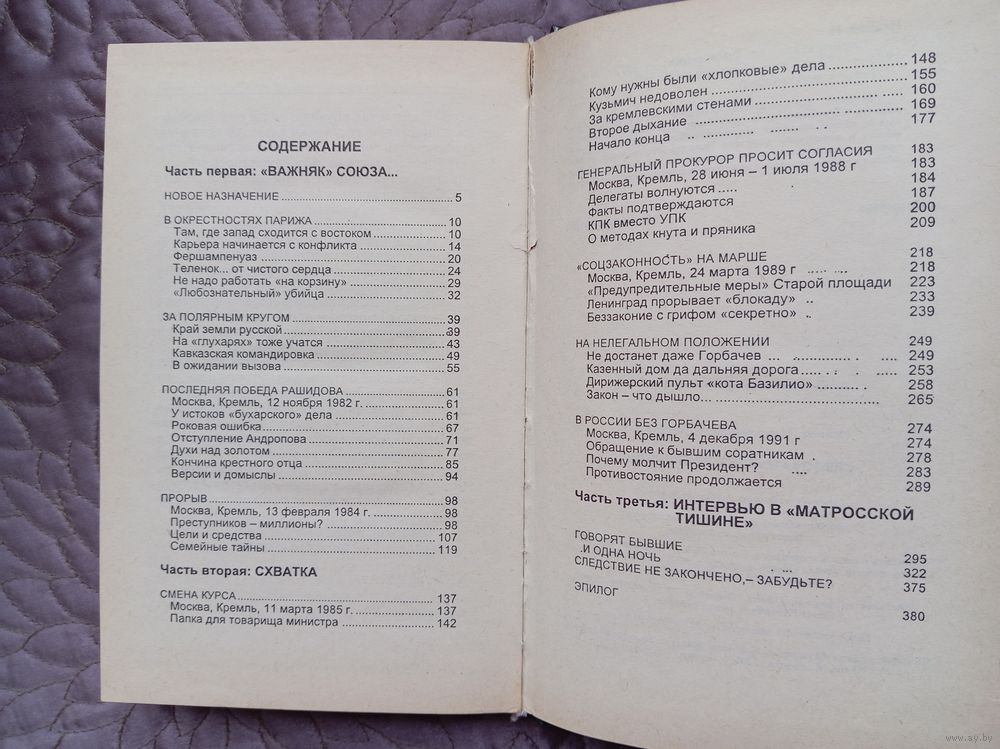 СОДЕРЖАНИЕ
Часть первая: «ВАЖНЯК» СОЮЗА...
НОВОЕ НАЗНАЧЕНИЕ ..... 5
В ОКРЕСТНОСТЯХ ПАРИЖА ..... 10
Там, где запад сходится с востоком ..... 10
Карьера начинается с конфликта ..... 14
Фершампенуаз ..... 20
Теленок... от чистого сердца ..... 24
Не надо работать «на корзину» ..... 29
«Любознательный» убийца ..... 32
ЗА ПОЛЯРНЫМ КРУГОМ ..... 39
Край земли русской ..... 39
На «глухарях» тоже учатся ..... 43
Кавказская командировка ..... 49
В ожидании вызова ..... 55
ПОСЛЕДНЯЯ ПОБЕДА РАШИДОВА ..... 61
Москва, Кремль, 12 ноября 1982 г. ..... 61
У истоков «бухарского» дела ..... 61
Роковая ошибка ..... 67
Отступление Андропова ..... 71
Духи над золотом ..... 77
Кончина крестного отца ..... 85
Версии и домыслы ..... 94
ПРОРЫВ ..... 98
Москва, Кремль, 13 февраля 1984 г. ..... 98
Преступников – миллионы? ..... 98
Цели и средства ..... 107
Семейные тайны ..... 119
Часть вторая: СХВАТКА
СМЕНА КУРСА ..... 137
Москва, Кремль, 11 марта 1985 г. ..... 137
Папка для товарища министра ..... 142
Кому нужны были «хлопковые» дела ..... 148
Кузьмич недоволен ..... 155
За кремлевскими стенами ..... 160
Второе дыхание ..... 169
Начало конца ..... 177
ГЕНЕРАЛЬНЫЙ ПРОКУРОР ПРОСИТ СОГЛАСИЯ 183
Москва, Кремль, 28 июня – 1 июля 1988 г 183
Делегаты волнуются ..... 184
Факты подтверждаются 187
КПК вместо УПК 200
О методах кнута и пряника 209
«СОЦЗАКОННОСТЬ» НА МАРШЕ 218
Москва, Кремль, 24 марта 1989 г ..... 218
«Предупредительные меры» Старой площади 223
Ленинград прорывает «блокаду» .. 233
Беззаконие с грифом «секретно» . 239
НА НЕЛЕГАЛЬНОМ ПОЛОЖЕНИИ 249
Не достанет даже Горбачев ... 249
Казенный дом да дальняя дорога ..... 253
Дирижерский пульт «кота Базилио» ..... 258
Закон – что дышло... ..... 265
В РОССИИ БЕЗ ГОРБАЧЕВА 274
Москва, Кремль, 4 декабря 1991 г 274
Обращение к бывшим соратникам . 278
Почему молчит Президент? .... 283
Противостояние продолжается 289
Часть третья: ИНТЕРВЬЮ В «МАТРОССКОЙ
ТИШИНЕ»
ГОВОРЯТ БЫВШИЕ 295
.И ОДНА НОЧЬ 322
СЛЕДСТВИЕ НЕ ЗАКОНЧЕНО,– ЗАБУДЬТЕ? 375
ЭПИЛОГ 380
© www.ay.by